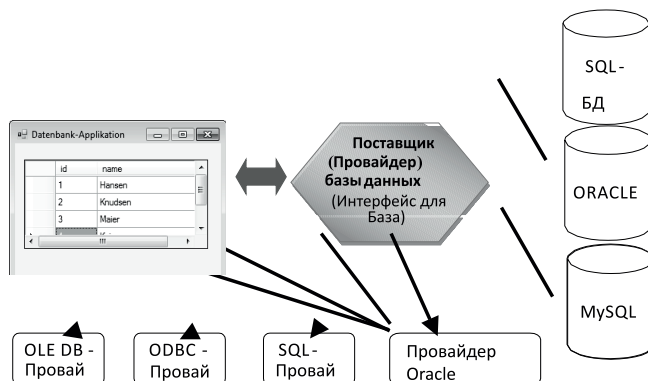 SQL-
БД
Datenbank-Applikation
id name
1 Hansen
2 Knudsen
3 Maier
Поставщик
(Провайдер)
базы данных
(Интерфейс для
База)
ORACLE
MySQL
OLE DB -
Провай
ODBC -
Провай
SQL-
Провай
Провайдер
Oracle